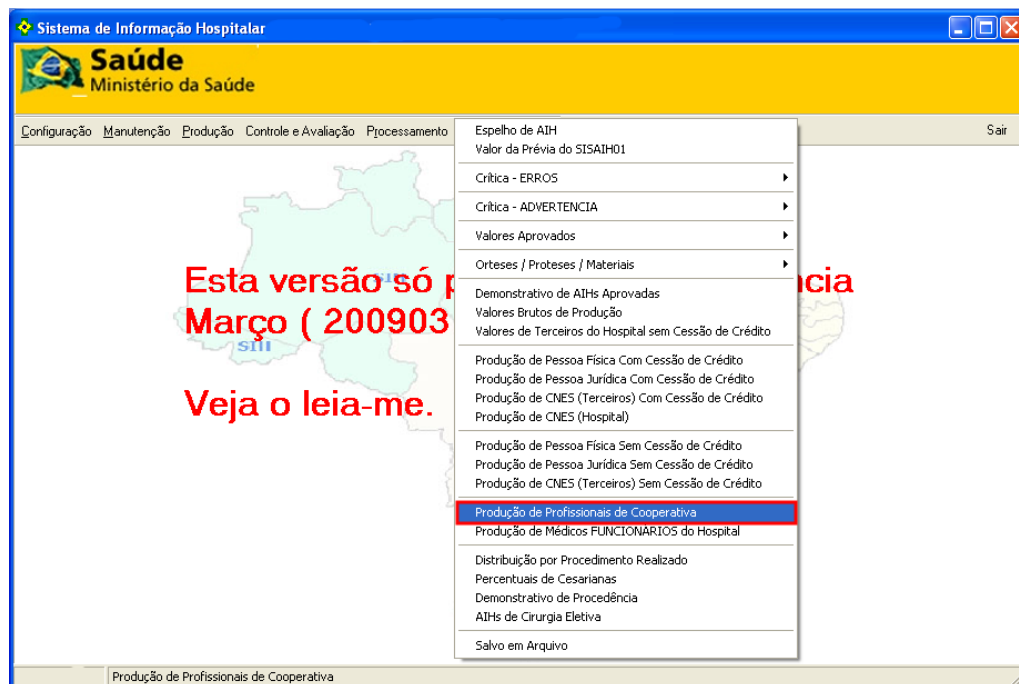 Sistema de Informação Hospitalar
Saúde
Ministério da Saúde
Configuração Manutenção Produção Controle e Avaliação Processamento Sair
Espelho de AIH
Valor da Prévia do SISAIH01
Crítica - ERROS
Crítica - ADVERTENCIA
Valores Aprovados
Orteses / Proteses / Materiais
Demonstrativo de AIHs Aprovadas
Valores Brutos de Produção
Valores de Terceiros do Hospital sem Cessão de Crédito
Produção de Pessoa Física Com Cessão de Crédito
Produção de Pessoa Jurídica Com Cessão de Crédito
Produção de CNES (Terceiros) Com Cessão de Crédito
Produção de CNES (Hospital)
Produção de Pessoa Física Sem Cessão de Crédito
Produção de Pessoa Jurídica Sem Cessão de Crédito
Produção de CNES (Terceiros) Sem Cessão de Crédito
Produção de Profissionais de Cooperativa
Produção de Médicos FUNCIONÁRIOS do Hospital
Distribuição por Procedimento Realizado
Percentuais de Cesarianas
Demonstrativo de Procedência
AIHs de Cirurgia Eletiva
Salvo em Arquivo
Esta versão só p ncia
Março ( 200903
SIII
Veja o leia-me.
Produção de Profissionais de Cooperativa